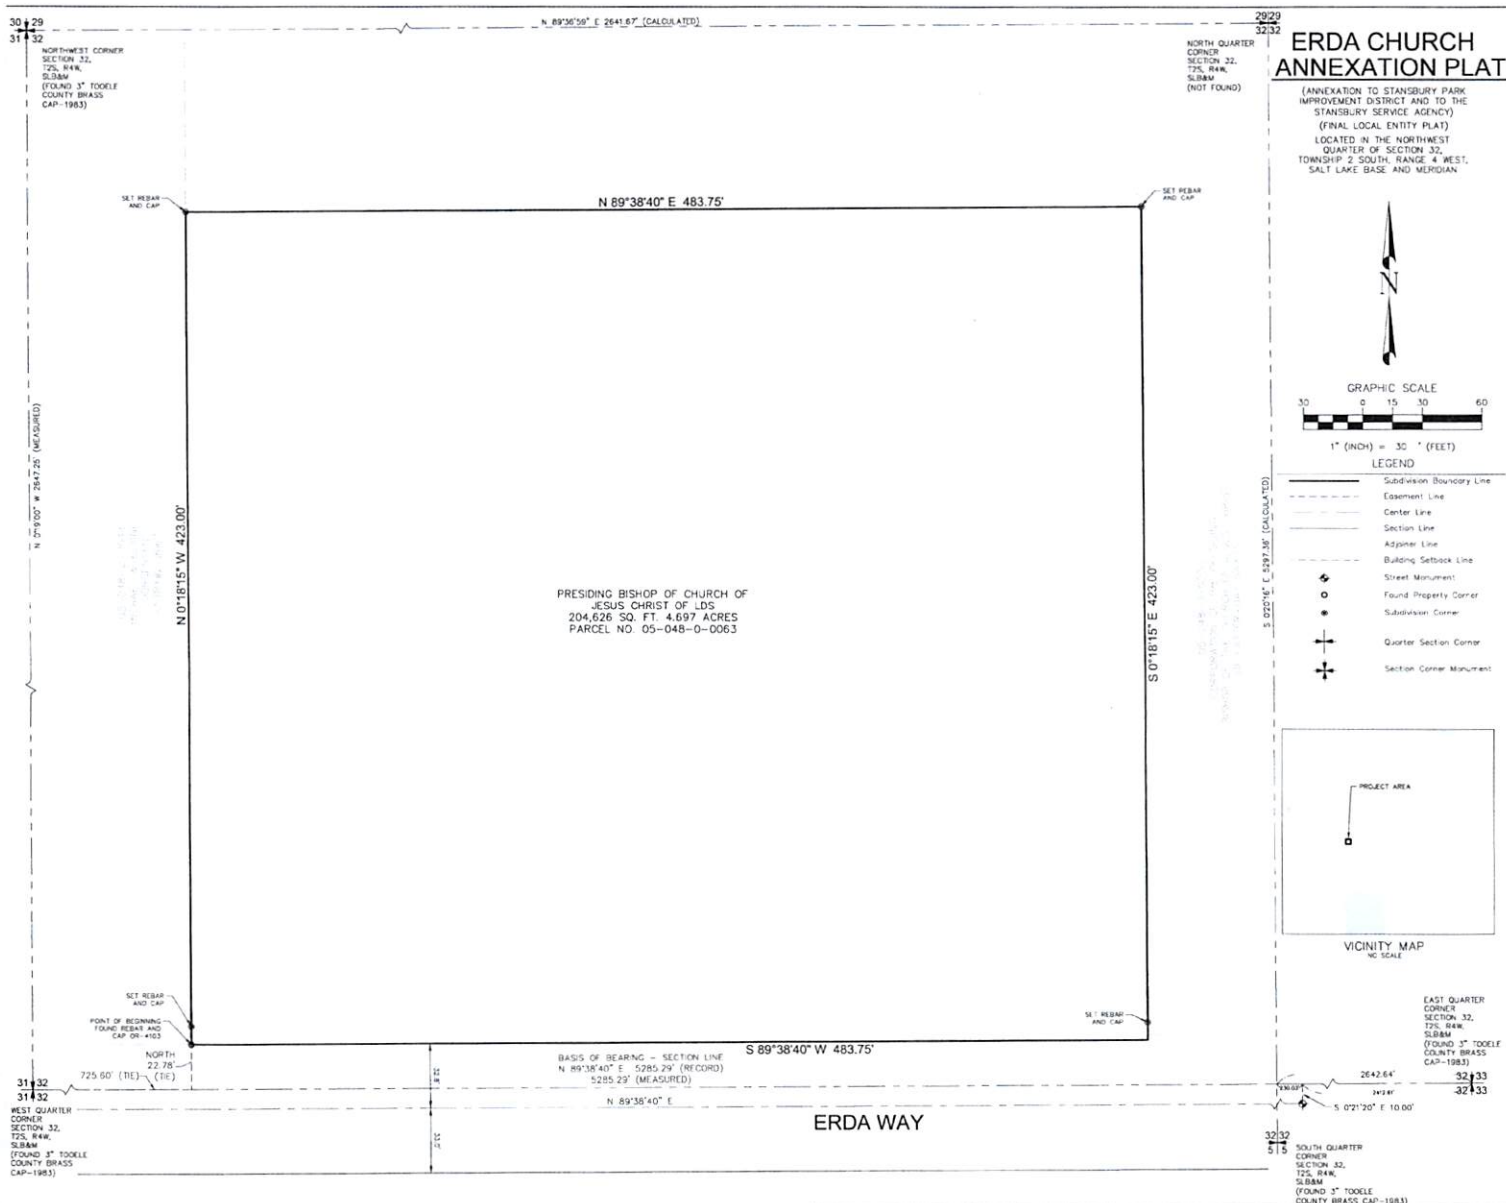 30 29
31 32
NORTHWEST CORNER
SECTION 32,
T2S, R4W,
SLB&M
(FOUND 3" TOOELE
COUNTY BRASS
CAP-1983)
N 89°36'59" E 2641.67' (CALCULATED)
29 29
32 32
NORTH QUARTER
CORNER
SECTION 32,
T2S, R4W,
SLB&M
(NOT FOUND)
ERDA CHURCH
ANNEXATION PLAT
(ANNEXATION TO STANSBURY PARK
IMPROVEMENT DISTRICT AND TO THE
STANSBURY SERVICE AGENCY)
(FINAL LOCAL ENTITY PLAT)
LOCATED IN THE NORTHWEST
QUARTER OF SECTION 32,
TOWNSHIP 2 SOUTH, RANGE 4 WEST,
SALT LAKE BASE AND MERIDIAN
SET REBAR
AND CAP
N 89°38'40" E 483.75'
SET REBAR
AND CAP
N
GRAPHIC SCALE
30 0 15 30 60
1" (INCH) = 30 ' (FEET)
LEGEND
Subdivision Boundary Line
Easement Line
Center Line
Section Line
Adjoiner Line
Building Setback Line
Street Monument
Found Property Corner
Subdivision Corner
Quarter Section Corner
Section Corner Monument
N 0°19'00" W 2647.25' (MEASURED)
N 0°18'15" W 423.00'
PRESIDING BISHOP OF CHURCH OF
JESUS CHRIST OF LDS
204,626 SQ. FT. 4.697 ACRES
PARCEL NO. 05-048-0-0063
S 0°18'15" E 423.00'
S 0°20'16" E 5297.38' (CALCULATED)
PROJECT AREA
VICINITY MAP
NO SCALE
SET REBAR
AND CAP
POINT OF BEGINNING
FOUND REBAR AND
CAP OR-4103
NORTH
22.78'
(TIE)
725.60' (TIE)
SET REBAR
AND CAP
S 89°38'40" W 483.75'
BASIS OF BEARING - SECTION LINE
N 89°38'40" E 5285.29' (RECORD)
5285.29' (MEASURED)
N 89°38'40" E
ERDA WAY
33.0'
31 32
31 32
WEST QUARTER
CORNER
SECTION 32,
T2S, R4W,
SLB&M
(FOUND 3" TOOELE
COUNTY BRASS
CAP-1983)
EAST QUARTER
CORNER
SECTION 32,
T2S, R4W,
SLB&M
(FOUND 3" TOOELE
COUNTY BRASS
CAP-1983)
2642.64'
32 33
32 33
S 0°21'20" E 10.00'
32 32
5 5
SOUTH QUARTER
CORNER
SECTION 32,
T2S, R4W,
SLB&M
(FOUND 3" TOOELE
COUNTY BRASS CAP-1983)